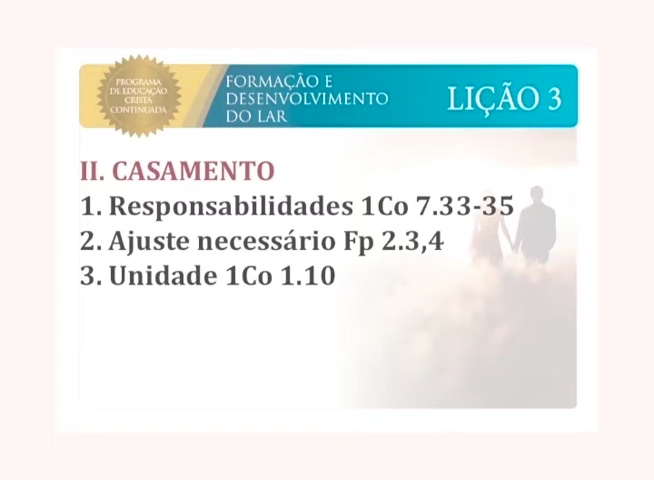 PROGRAMA
DE EDUCAÇÃO
CRISTÃ
CONTINUADA
FORMAÇÃO E
DESENVOLVIMENTO
DO LAR
LIÇÃO 3
II. CASAMENTO
1. Responsabilidades 1Co 7.33-35
2. Ajuste necessário Fp 2.3,4
3. Unidade 1Co 1.10